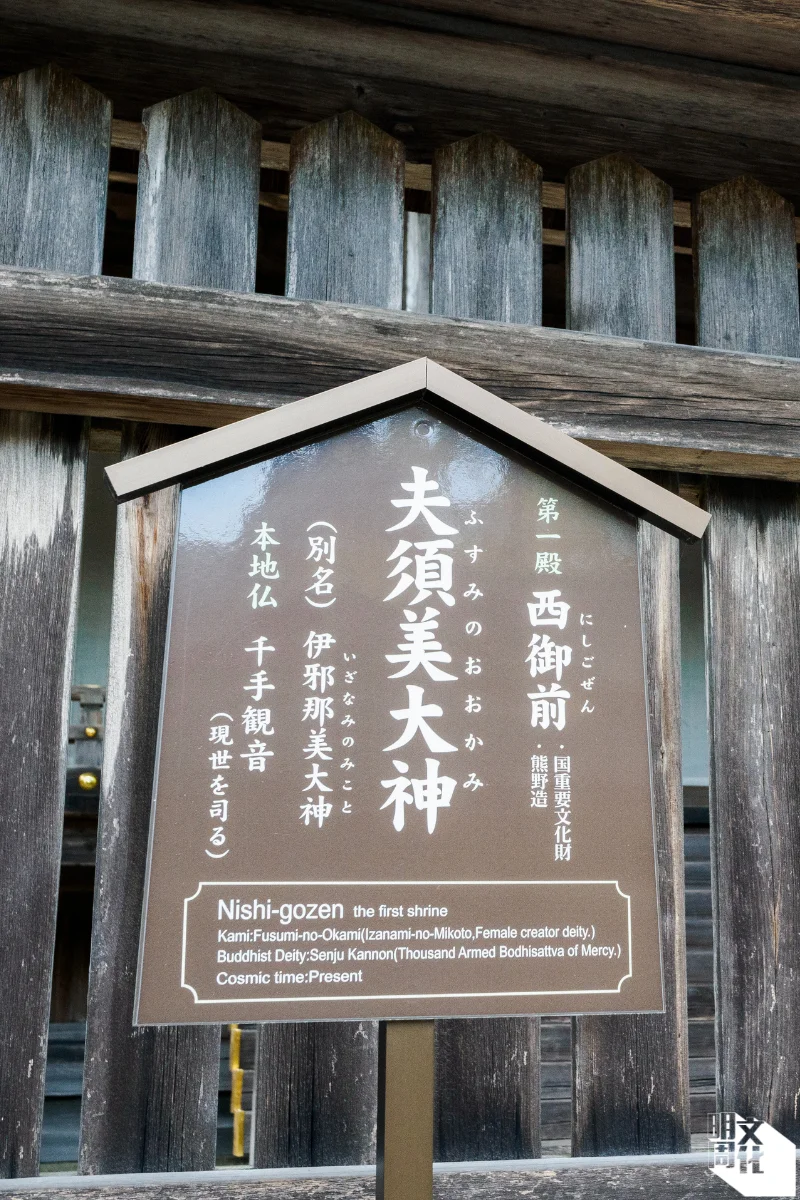 第一殿 西御前 ・国重要文化財
・熊野造
にしごぜん
夫須美大神
ふすみのおおかみ
(別名) 伊邪那美大神
いざなみのみこと
本地仏 千手観音
(現世を司る)
Nishi-gozen the first shrine
Kami:Fusumi-no-Okami(Izanami-no-Mikoto,Female creator deity.)
Buddhist Deity:Senju Kannon(Thousand Armed Bodhisattva of Mercy.)
Cosmic time:Present
明周文化